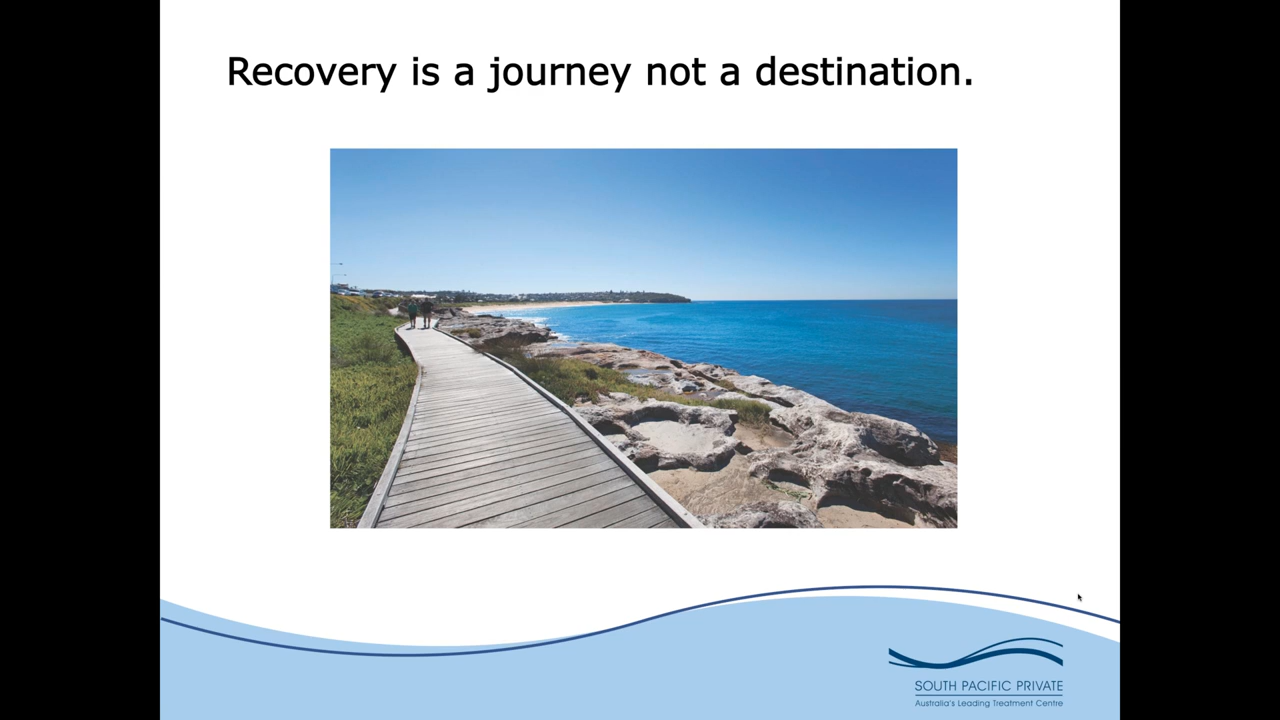 Recovery is a journey not a destination.
SOUTH PACIFIC PRIVATE
Australia's Leading Treatment Centre